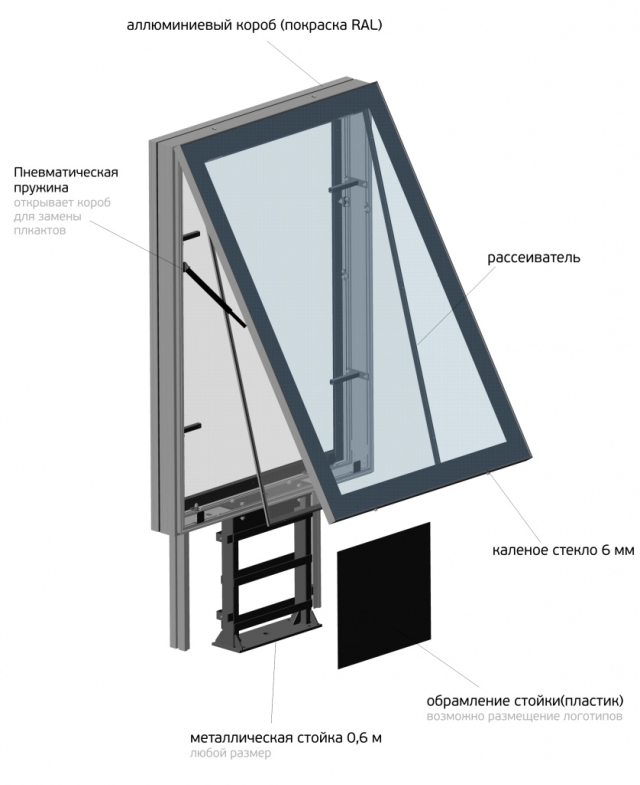 аллюминиевый короб (покраска RAL)
Пневматическая
пружина
открывает короб
для замены
плкактов
рассеиватель
каленое стекло 6 мм
обрамление стойки(пластик)
возможно размещение логотипов
металлическая стойка 0,6 м
любой размер